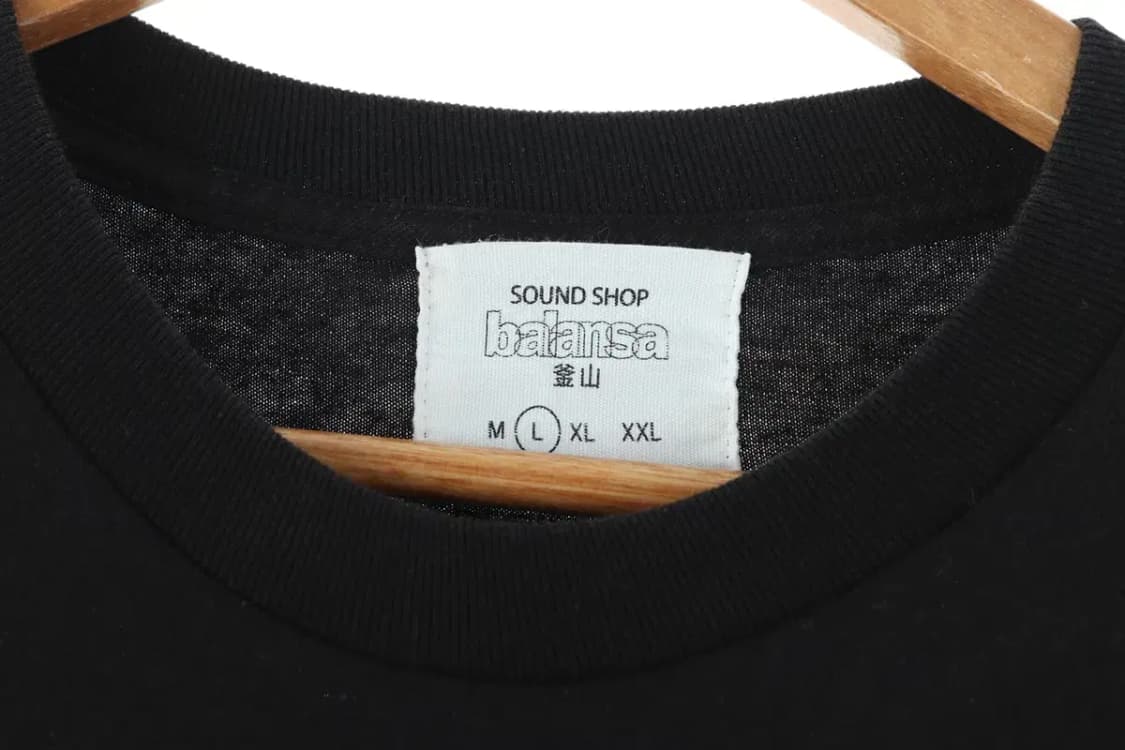 SOUND SHOP
balansa
釜山
M L XL XXL